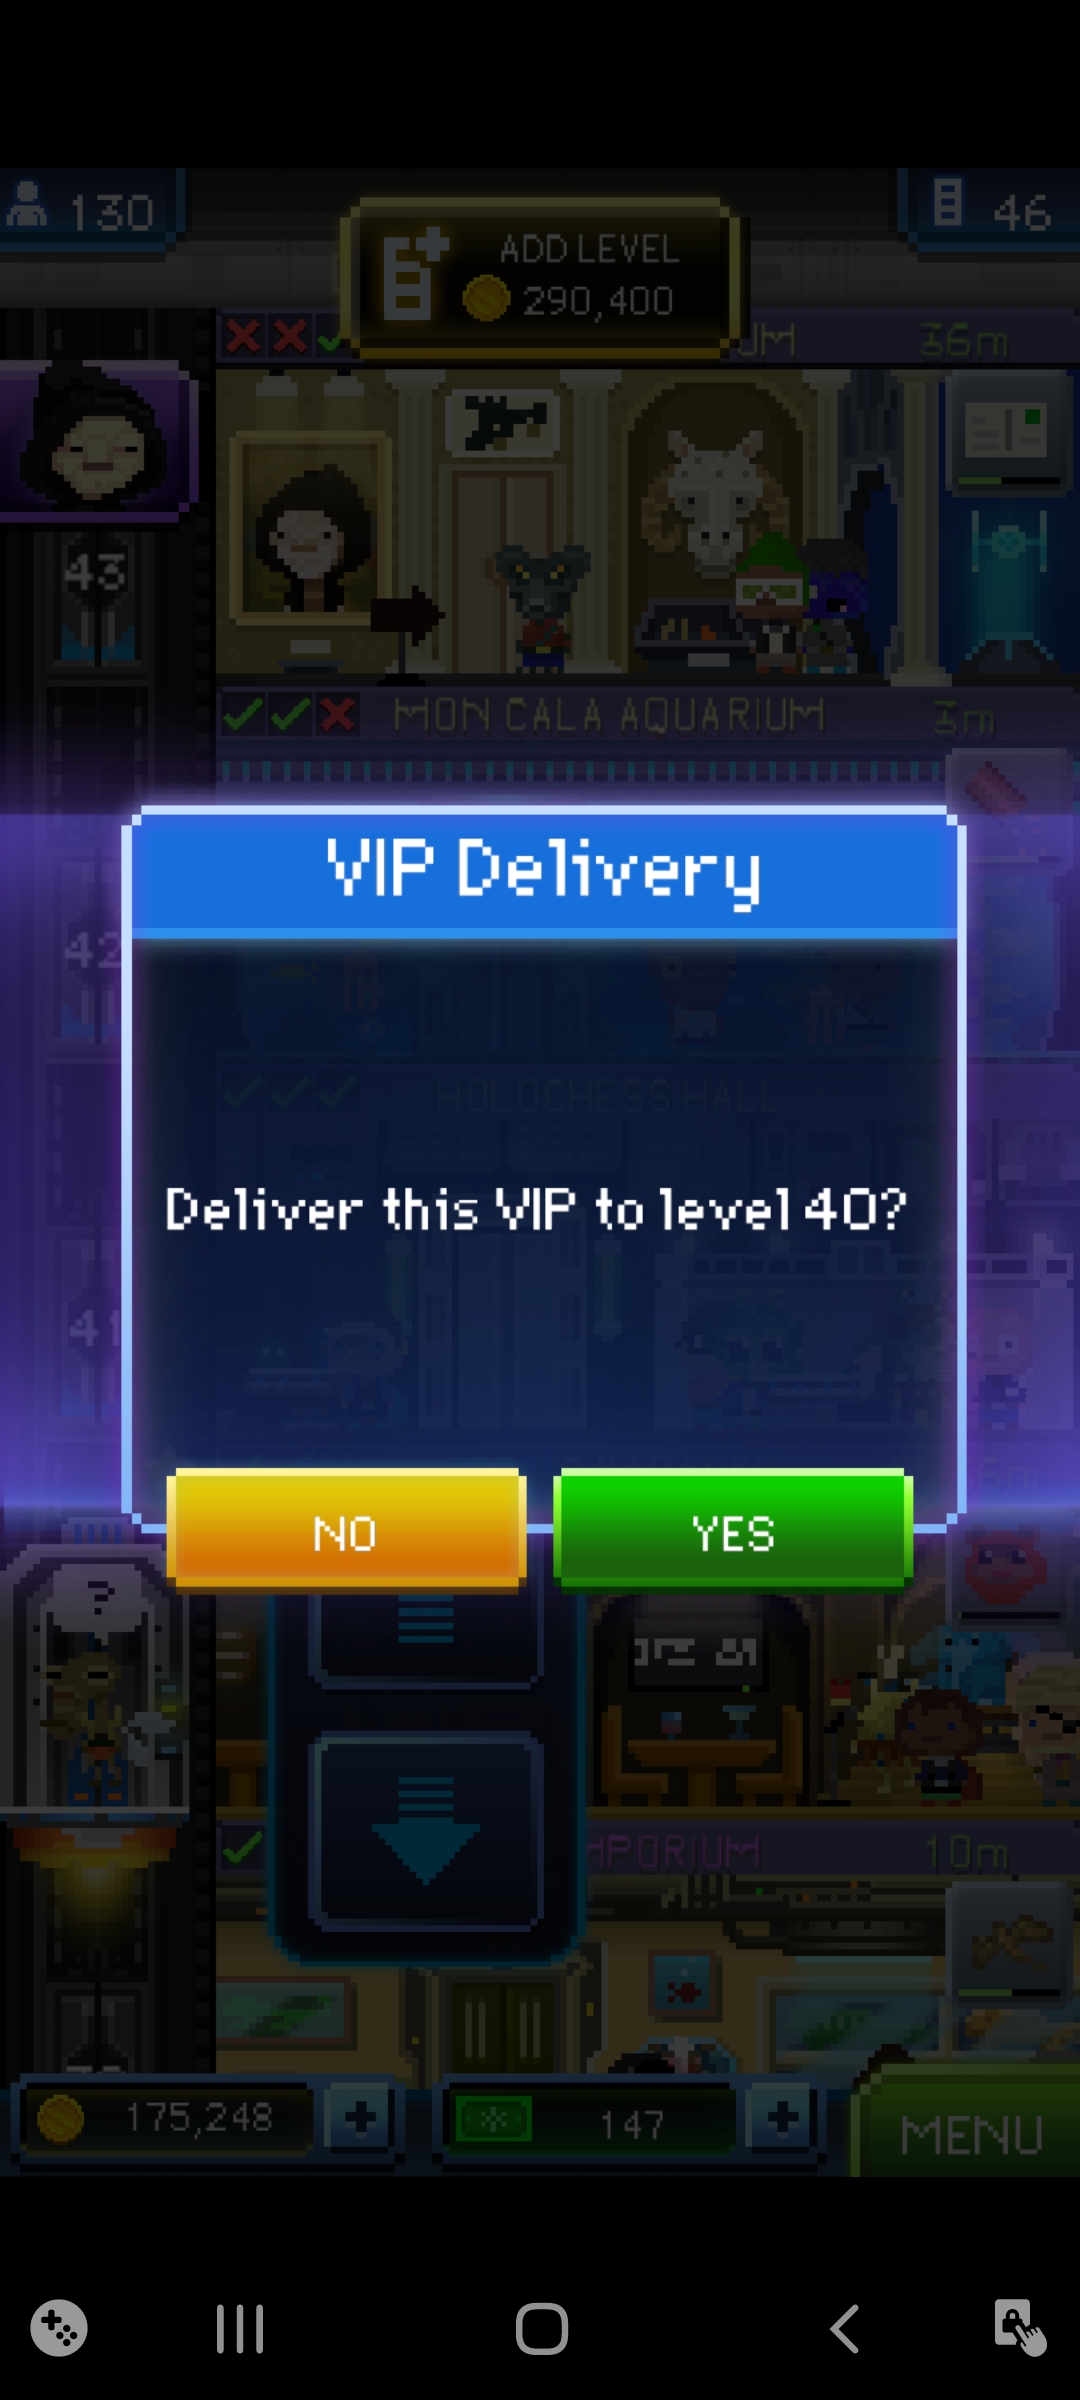 130
46
ADD LEVEL
290,400
UM
36m
43
MON CALA AQUARIUM
3m
VIP Delivery
42
HOLOCHESS HALL
Deliver this VIP to level 40?
41
NO
YES
?
MPORIUM
10m
175,248
147
MENU